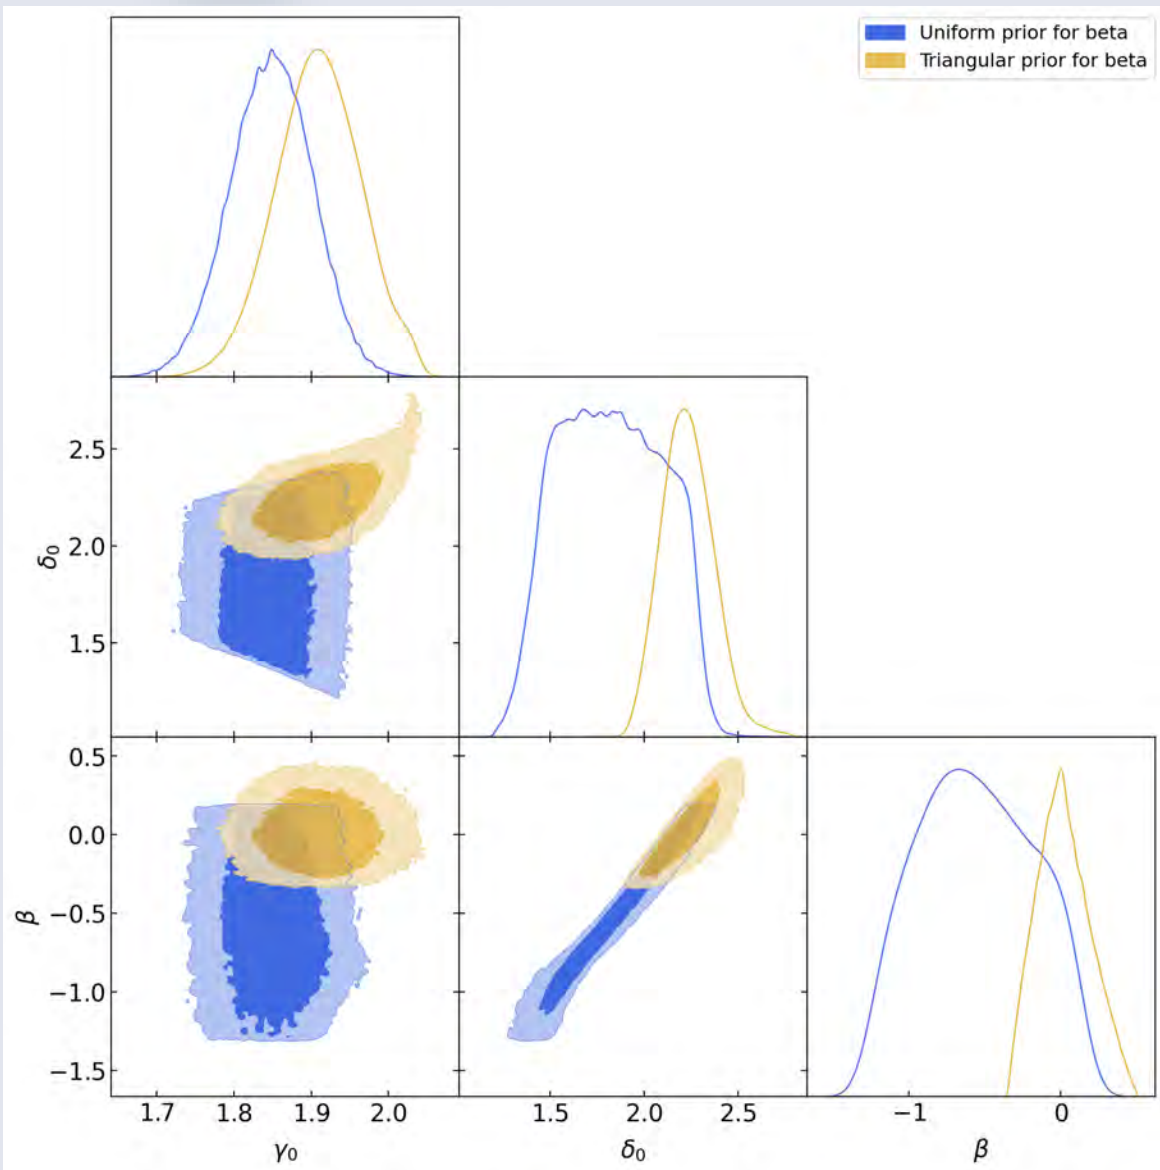 Uniform prior for beta
Triangular prior for beta
2.5
2.0
1.5
δ₀
0.5
0.0
−0.5
−1.0
−1.5
β
1.7 1.8 1.9 2.0
1.5 2.0 2.5
−1 0
γ₀
δ₀
β